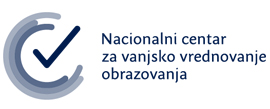 Nacionalni centar
za vanjsko vrednovanje
obrazovanja